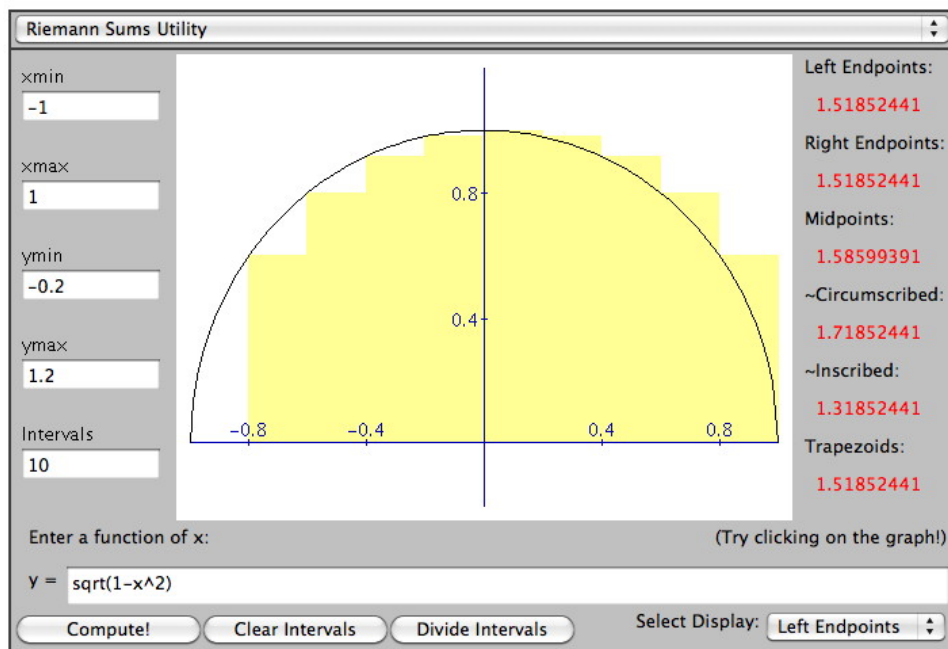 Riemann Sums Utility
xmin
-1
xmax
1
ymin
-0.2
ymax
1.2
Intervals
10
0.8
0.4
-0.8 -0.4 0.4 0.8
Left Endpoints:
1.51852441
Right Endpoints:
1.51852441
Midpoints:
1.58599391
~Circumscribed:
1.71852441
~Inscribed:
1.31852441
Trapezoids:
1.51852441
Enter a function of x: (Try clicking on the graph!)
y = sqrt(1-x^2)
Compute! Clear Intervals Divide Intervals Select Display: Left Endpoints